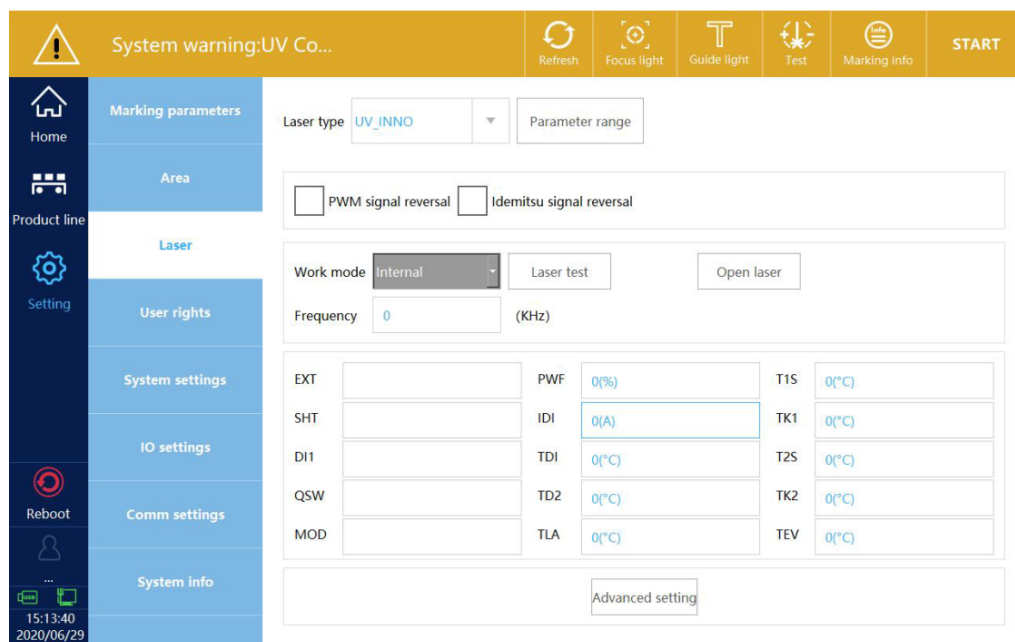 System warning:UV Co...
Refresh
Focus light
Guide light
Test
Info
Marking info
START
Home
Product line
Setting
Reboot
...
USB
15:13:40
2020/06/29
Marking parameters
Area
Laser
User rights
System settings
IO settings
Comm settings
System info
Laser type UV_INNO Parameter range
PWM signal reversal Idemitsu signal reversal
Work mode Internal Laser test Open laser
Frequency 0 (KHz)
EXT PWF 0(%) T1S 0(°C)
SHT IDI 0(A) TK1 0(°C)
DI1 TDI 0(°C) T2S 0(°C)
QSW TD2 0(°C) TK2 0(°C)
MOD TLA 0(°C) TEV 0(°C)
Advanced setting